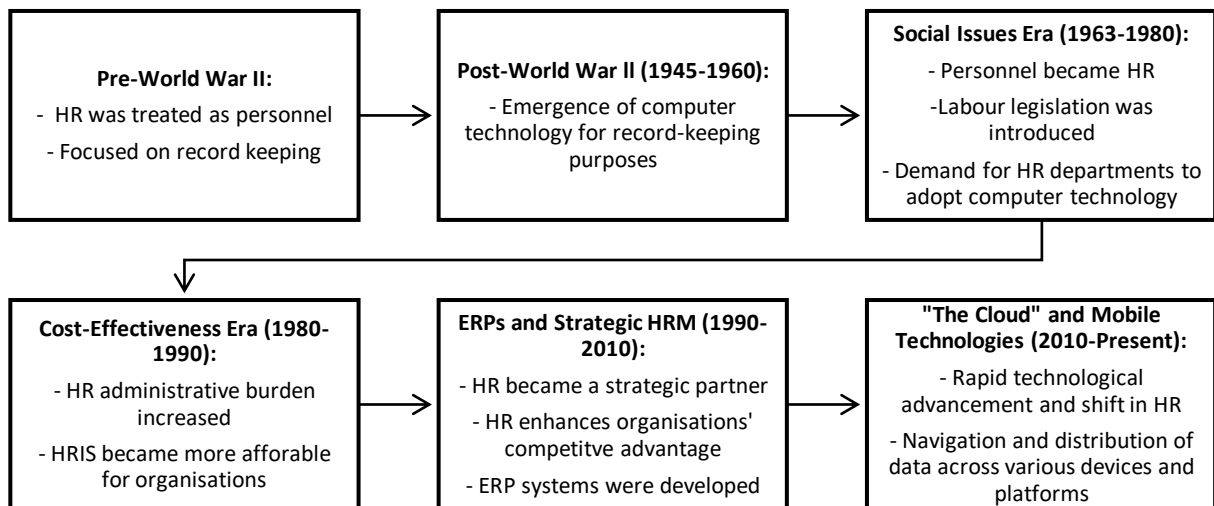 Pre-World War II:
- HR was treated as personnel
- Focused on record keeping
Post-World War ll (1945-1960):
- Emergence of computer
technology for record-keeping
purposes
Social Issues Era (1963-1980):
- Personnel became HR
-Labour legislation was
introduced
- Demand for HR departments to
adopt computer technology
Cost-Effectiveness Era (1980-
1990):
- HR administrative burden
increased
- HRIS became more afforable
for organisations
ERPs and Strategic HRM (1990-
2010):
- HR became a strategic partner
- HR enhances organisations'
competitve advantage
- ERP systems were developed
"The Cloud" and Mobile
Technologies (2010-Present):
- Rapid technological
advancement and shift in HR
- Navigation and distribution of
data across various devices and
platforms